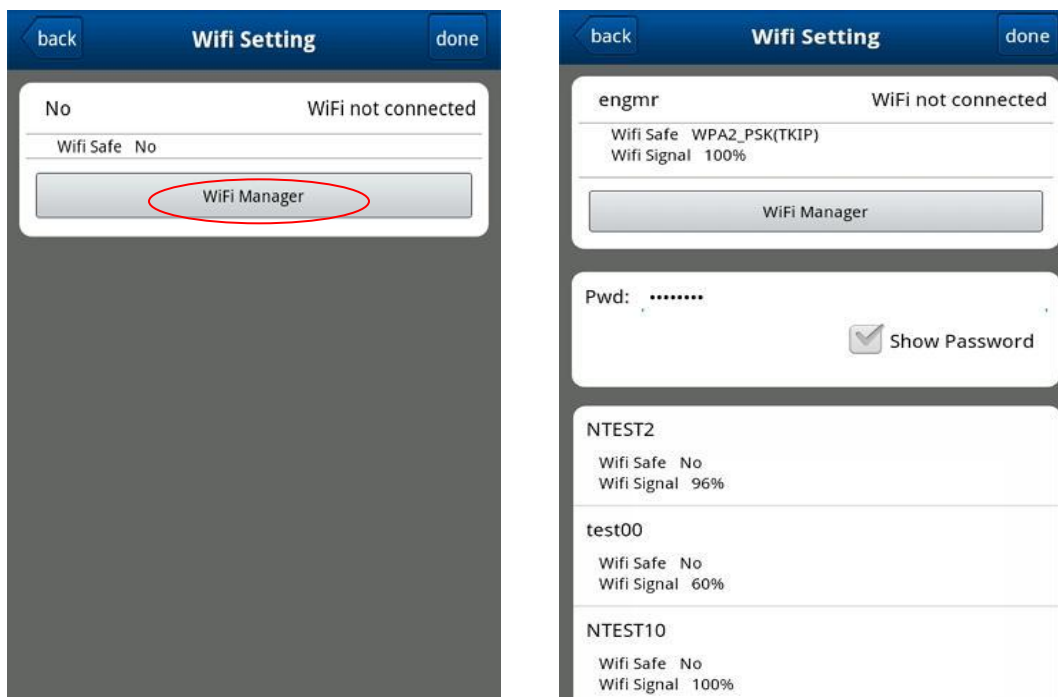 back Wifi Setting done
No WiFi not connected
Wifi Safe No
WiFi Manager
back Wifi Setting done
engmr WiFi not connected
Wifi Safe WPA2_PSK(TKIP)
Wifi Signal 100%
WiFi Manager
Pwd: ••••••••
Show Password
NTEST2
Wifi Safe No
Wifi Signal 96%
test00
Wifi Safe No
Wifi Signal 60%
NTEST10
Wifi Safe No
Wifi Signal 100%